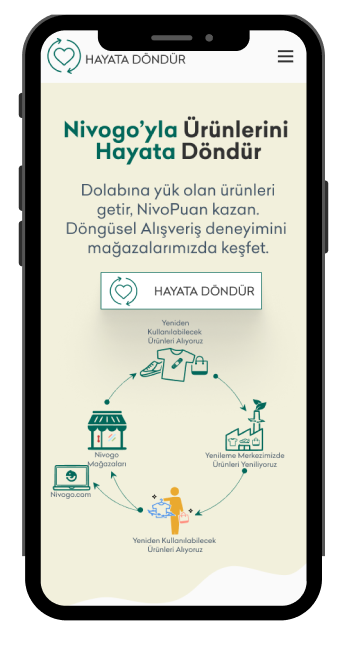 HAYATA DÖNDÜR
Nivogo’yla Ürünlerini
Hayata Döndür
Dolabına yük olan ürünleri
getir, NivoPuan kazan.
Döngüsel Alışveriş deneyimini
mağazalarımızda keşfet.
HAYATA DÖNDÜR
Yeniden
Kullanılabilecek
Ürünleri Alıyoruz
Nivogo
Mağazaları
Yenileme Merkezimizde
Ürünleri Yeniliyoruz
Nivogo.com
Yeniden Kullanılabilecek
Ürünleri Alıyoruz